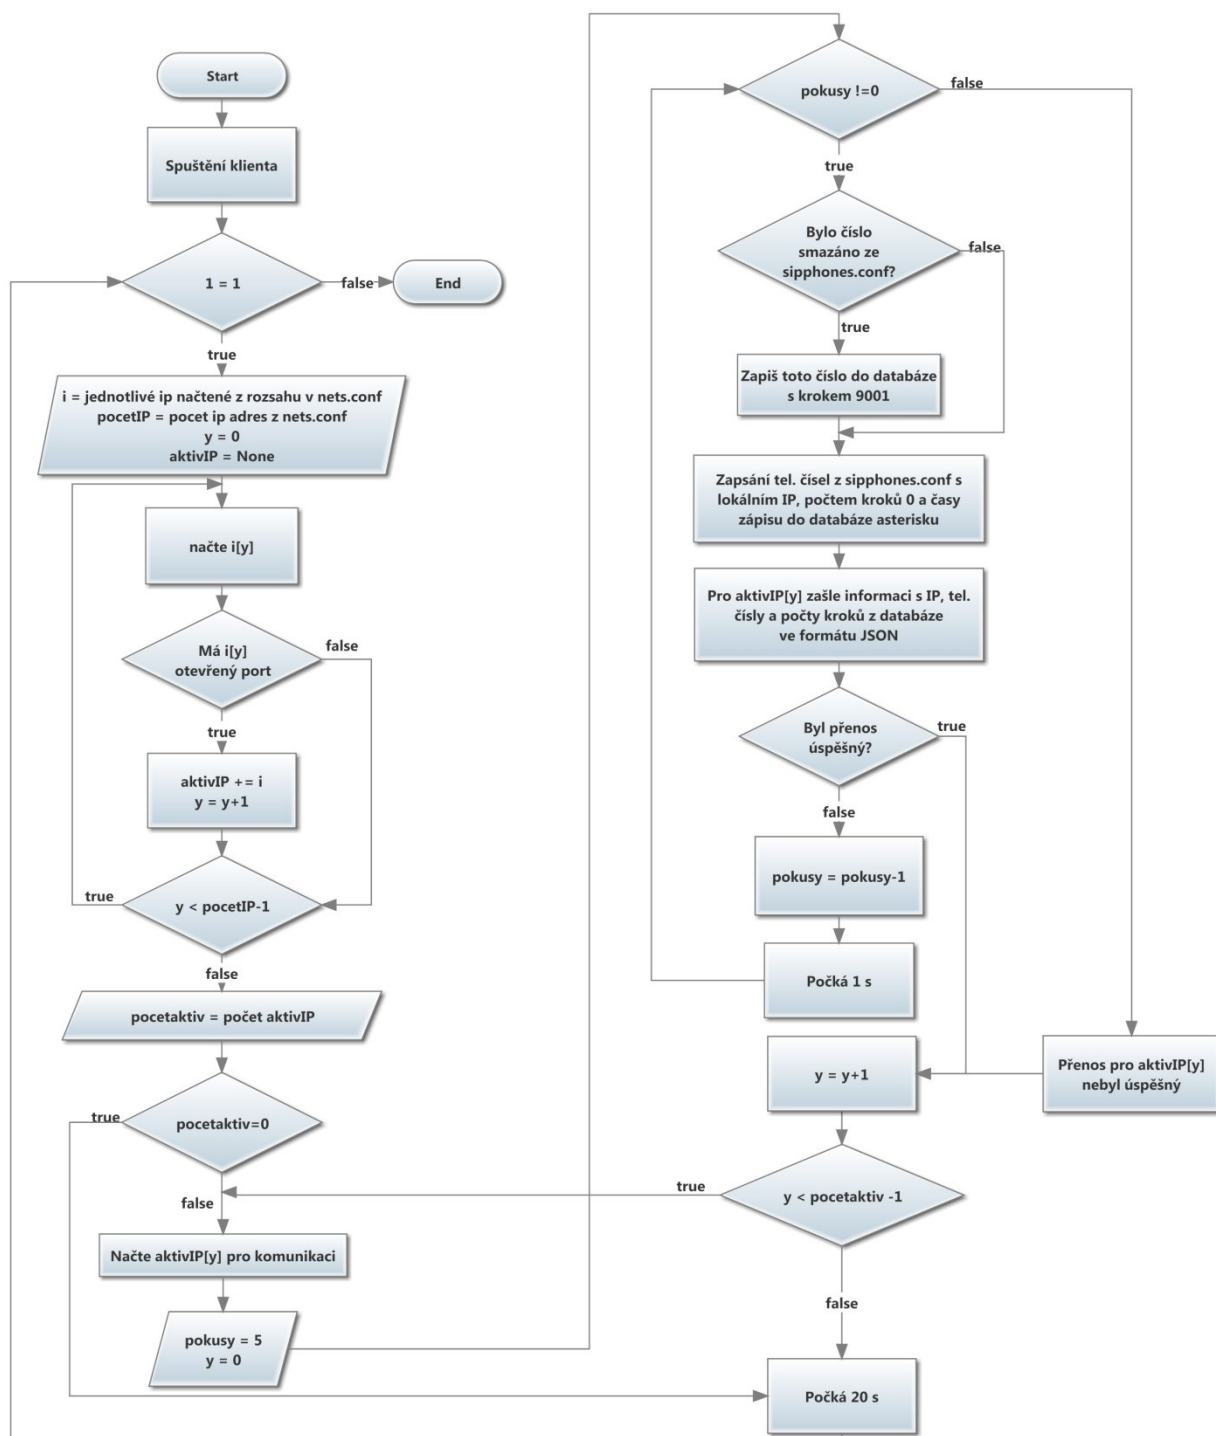 Start
Spuštění klienta
1 = 1
false
End
true
i = jednotlivé ip načtené z rozsahu v nets.conf
pocetIP = pocet ip adres z nets.conf
y = 0
aktivIP = None
načte i[y]
Má i[y]
otevřený port
false
true
aktivIP += i
y = y+1
y < pocetIP-1
true
false
pocetaktiv = počet aktivIP
pocetaktiv=0
true
false
Načte aktivIP[y] pro komunikaci
pokusy = 5
y = 0
pokusy !=0
false
true
Bylo číslo
smazáno ze
sipphones.conf?
false
true
Zapiš toto číslo do databáze
s krokem 9001
Zapsání tel. čísel z sipphones.conf s
lokálním IP, počtem kroků 0 a časy
zápisu do databáze asterisku
Pro aktivIP[y] zašle informaci s IP, tel.
čísly a počty kroků z databáze
ve formátu JSON
Byl přenos
úspěšný?
true
false
pokusy = pokusy-1
Počká 1 s
Přenos pro aktivIP[y]
nebyl úspěšný
y = y+1
y < pocetaktiv -1
true
false
Počká 20 s